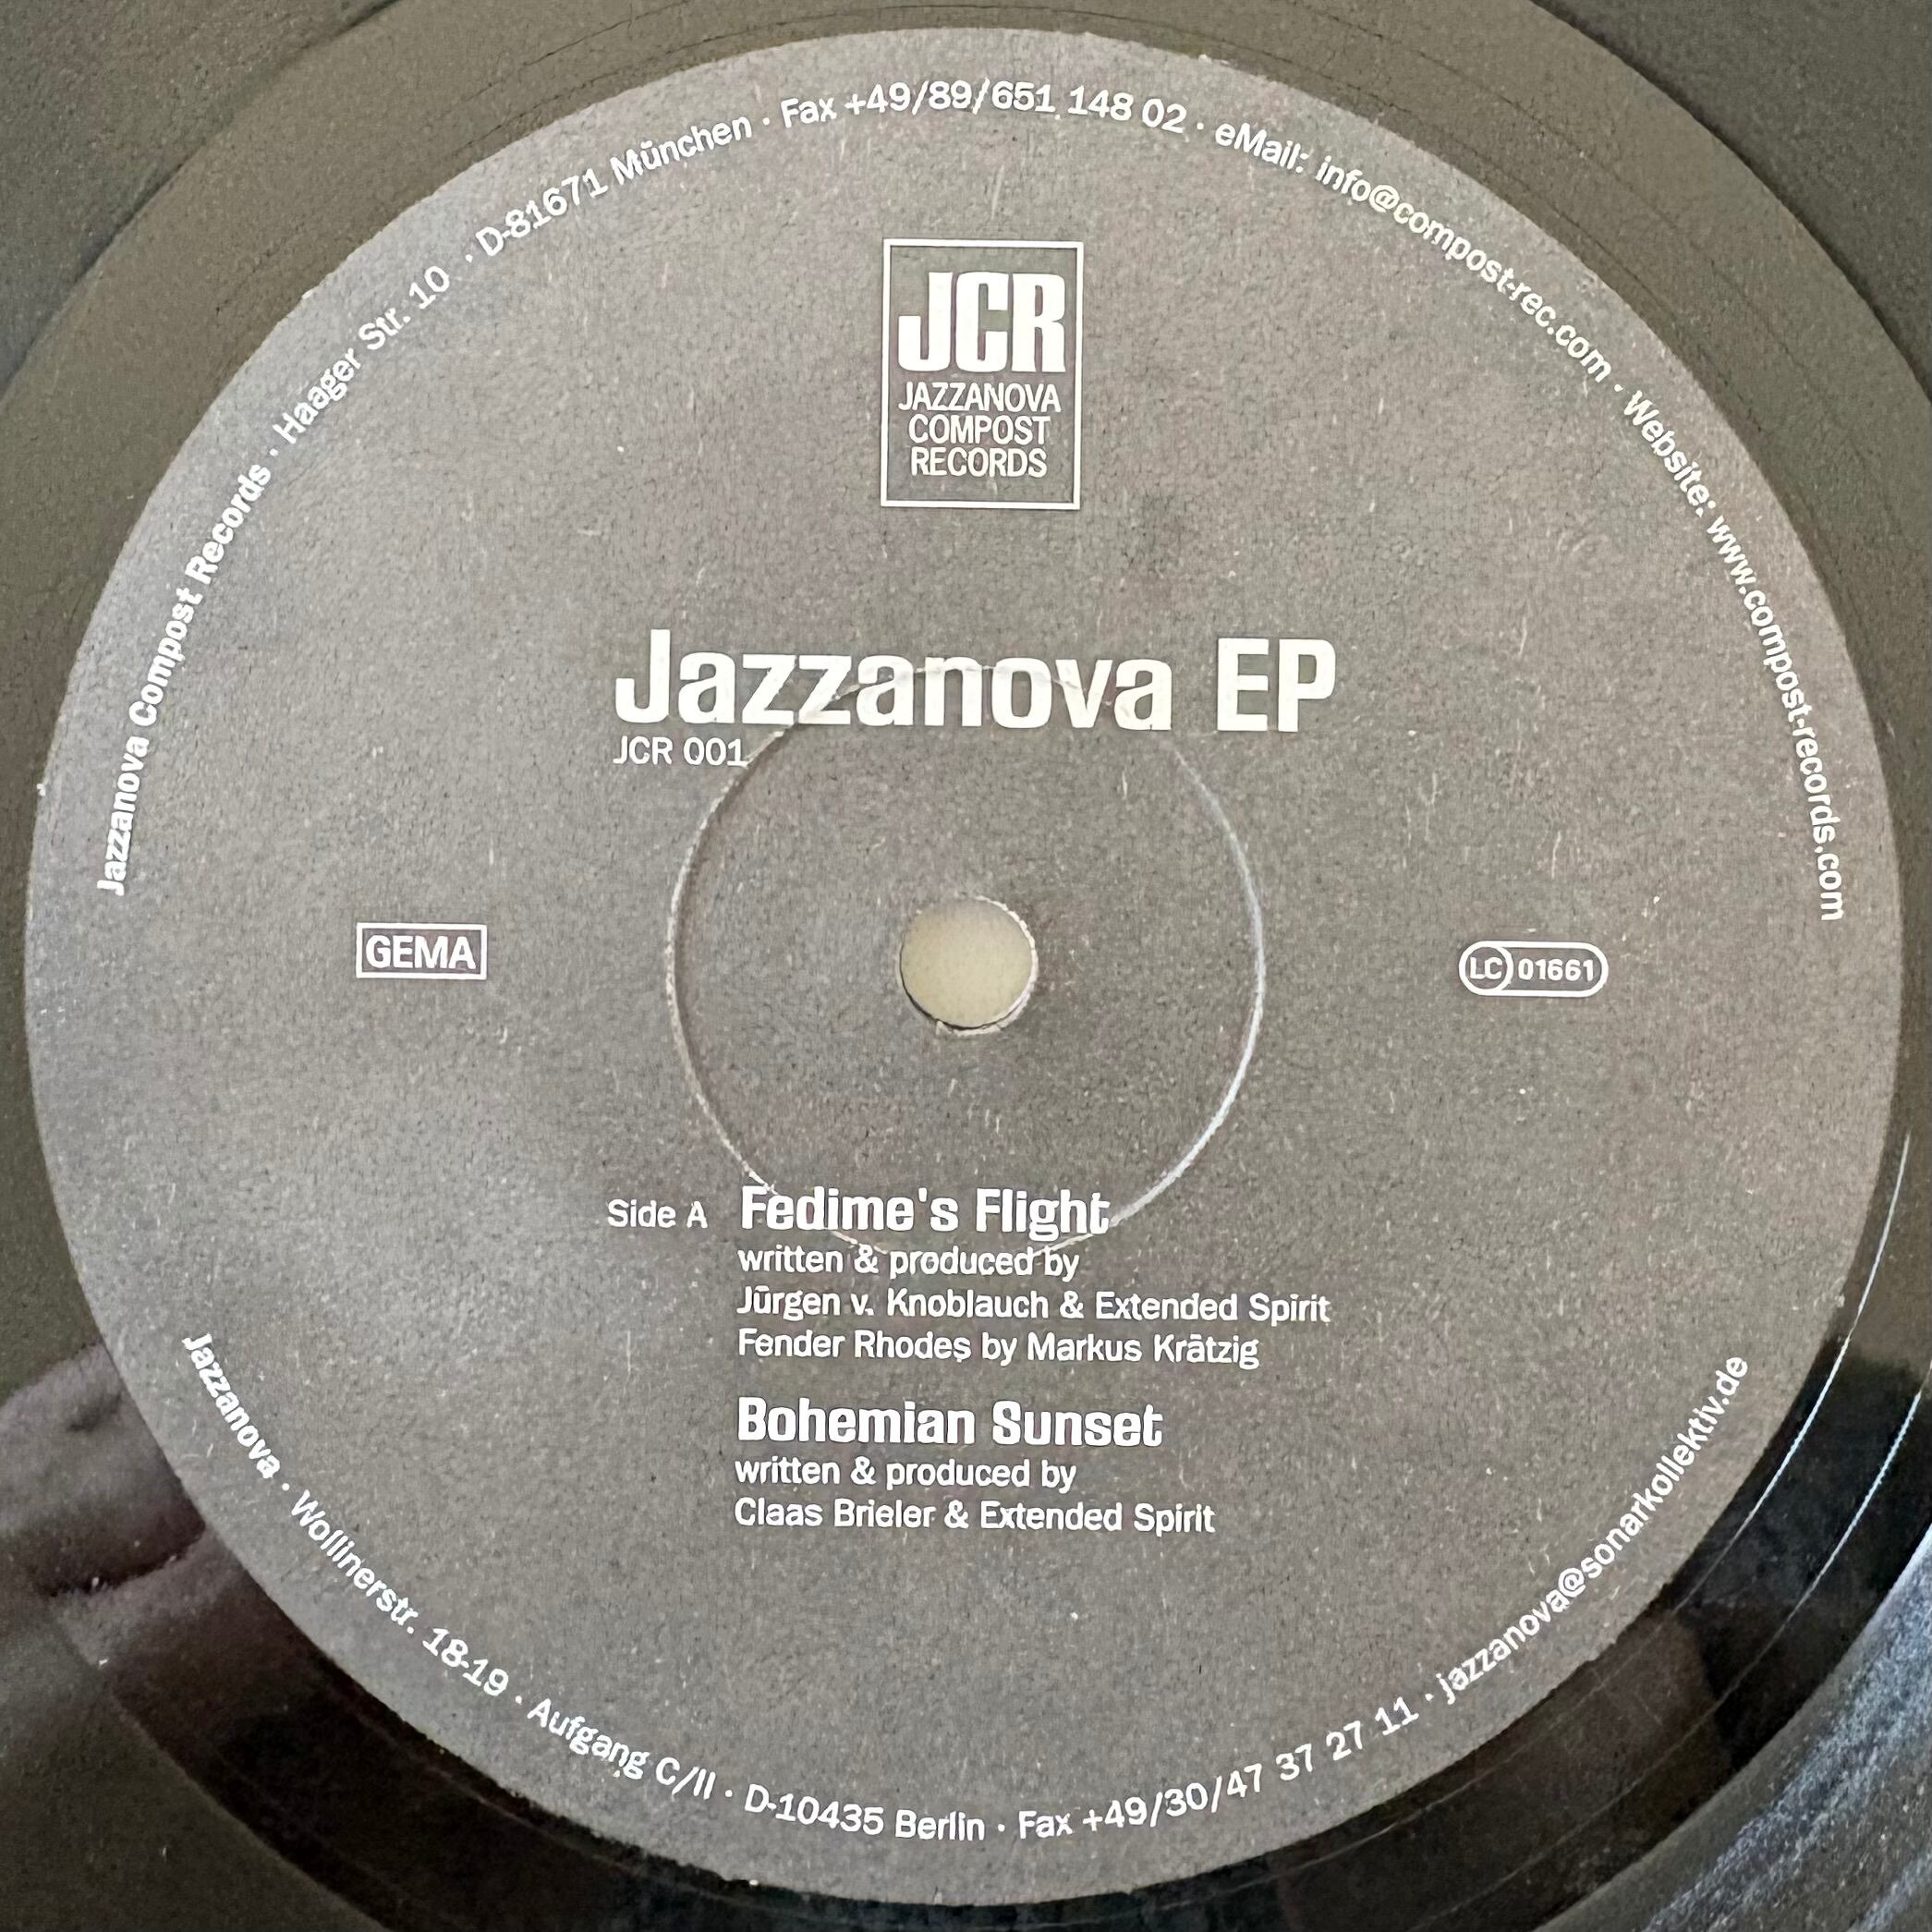 Jazzanova Compost Records · Haager Str. 10 · D-81671 München · Fax +49/89/651 148 02 · eMail: info@compost-rec.com · Website: www.compost-records.com
JCR
JAZZANOVA
COMPOST
RECORDS
Jazzanova EP
JCR 001
GEMA
LC 01661
Side A Fedime's Flight
written & produced by
Jürgen v. Knoblauch & Extended Spirit
Fender Rhodes by Markus Krätzig
Bohemian Sunset
written & produced by
Claas Brieler & Extended Spirit
Jazzanova · Wollinerstr. 18-19 · Aufgang C/II · D-10435 Berlin · Fax +49/30/47 37 27 11 · jazzanova@sonarkollektiv.de